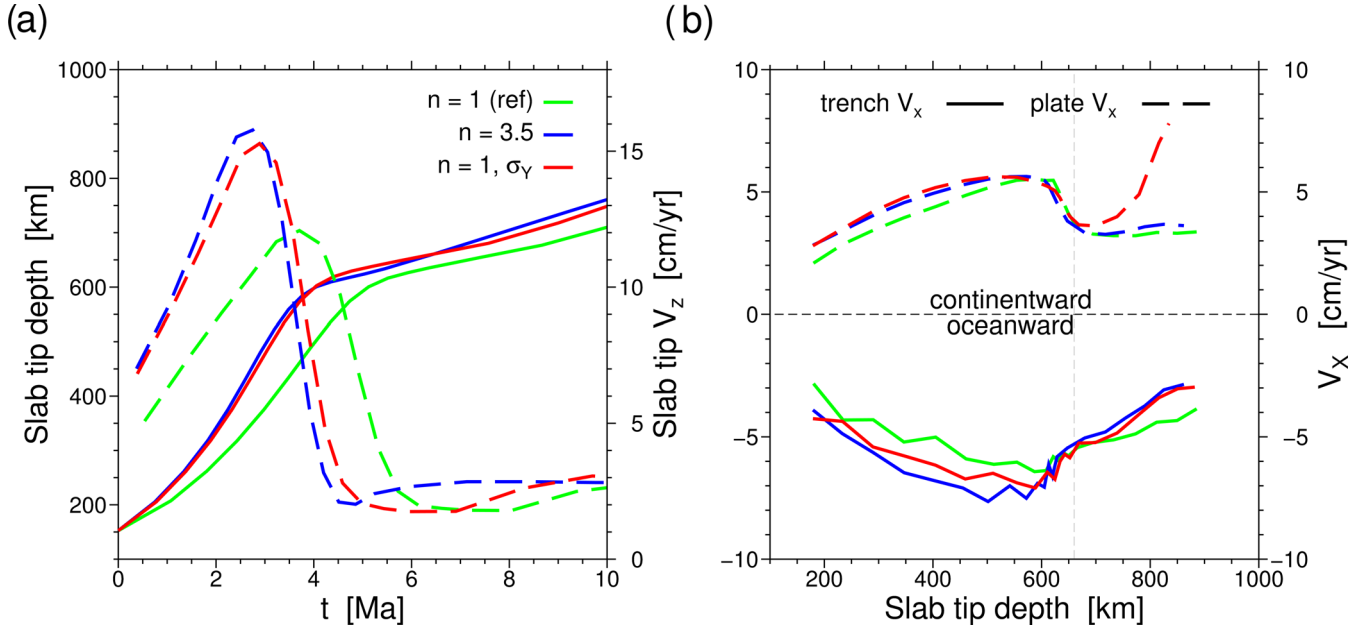 (a)
1000
800
600
400
200
Slab tip depth [km]
n = 1 (ref)
n = 3.5
n = 1, σY
15
10
5
0
Slab tip Vz [cm/yr]
0 2 4 6 8 10
t [Ma]
(b)
10
5
0
−5
−10
trench Vx
plate Vx
continentward
oceanward
10
5
0
−5
−10
VX [cm/yr]
200 400 600 800 1000
Slab tip depth [km]